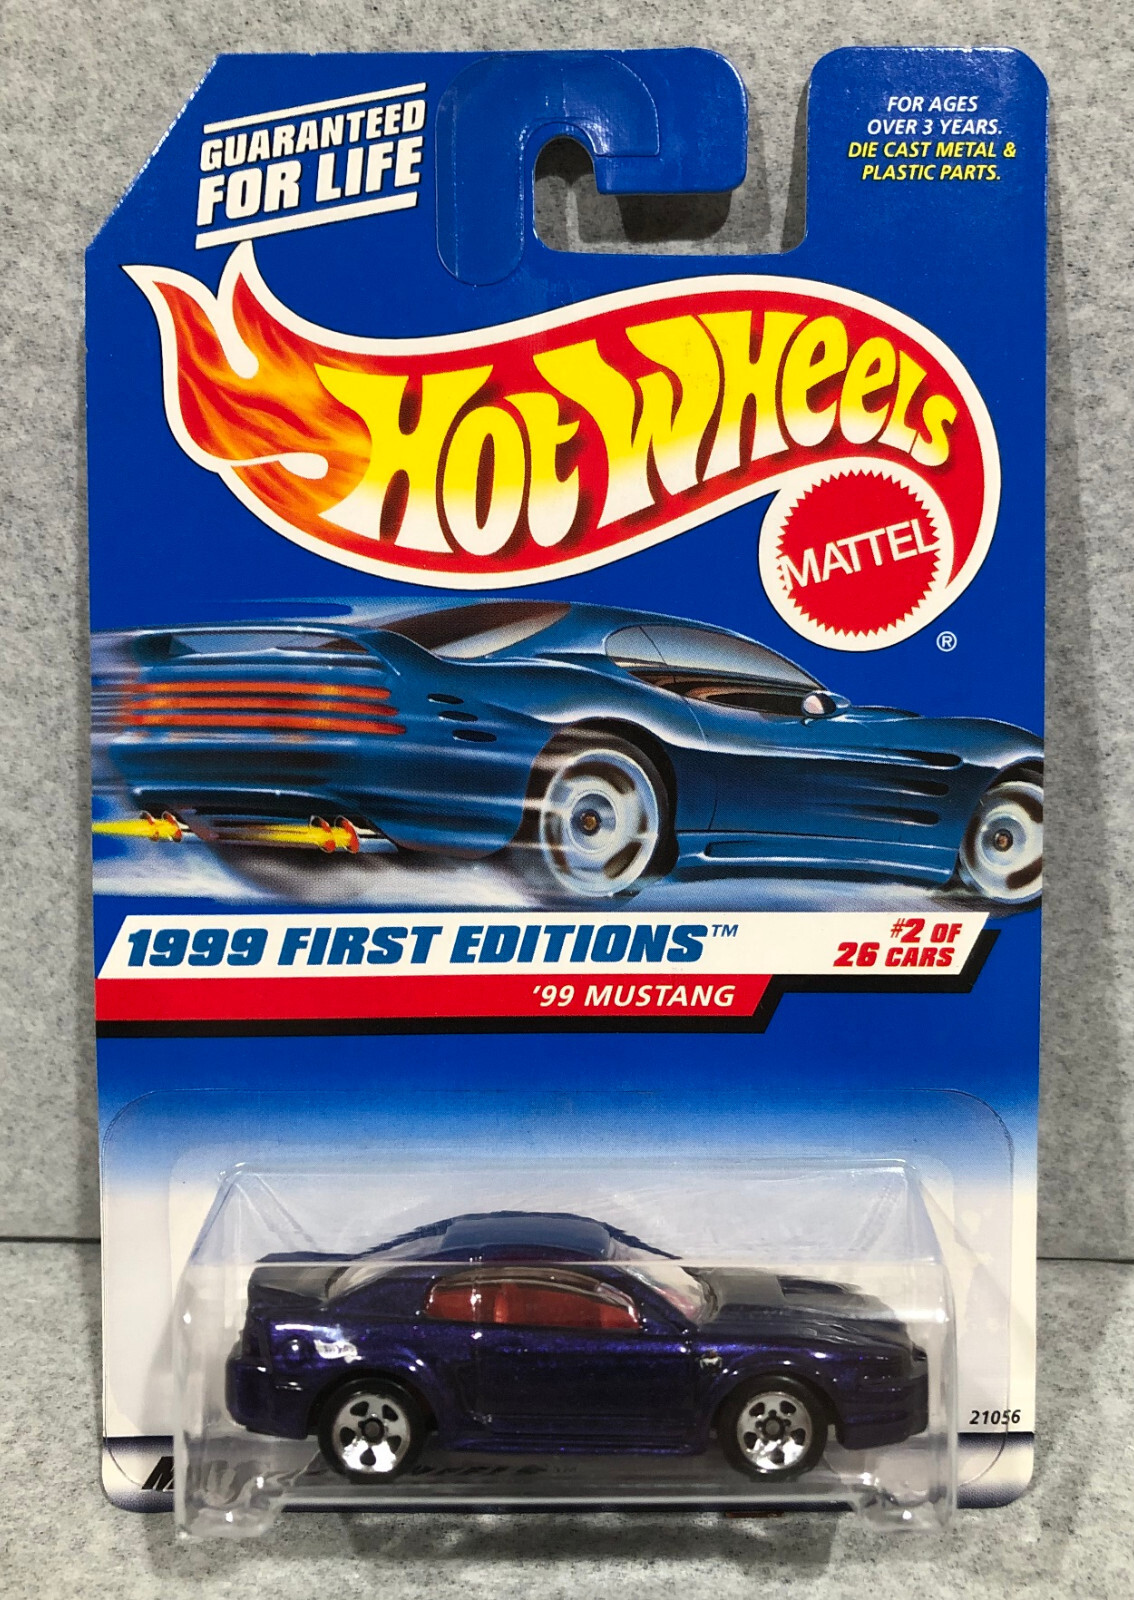 GUARANTEED
FOR LIFE
FOR AGES
OVER 3 YEARS.
DIE CAST METAL &
PLASTIC PARTS.
HOT WHEELS
MATTEL
®
1999 FIRST EDITIONS™
#2 OF
26 CARS
'99 MUSTANG
21056